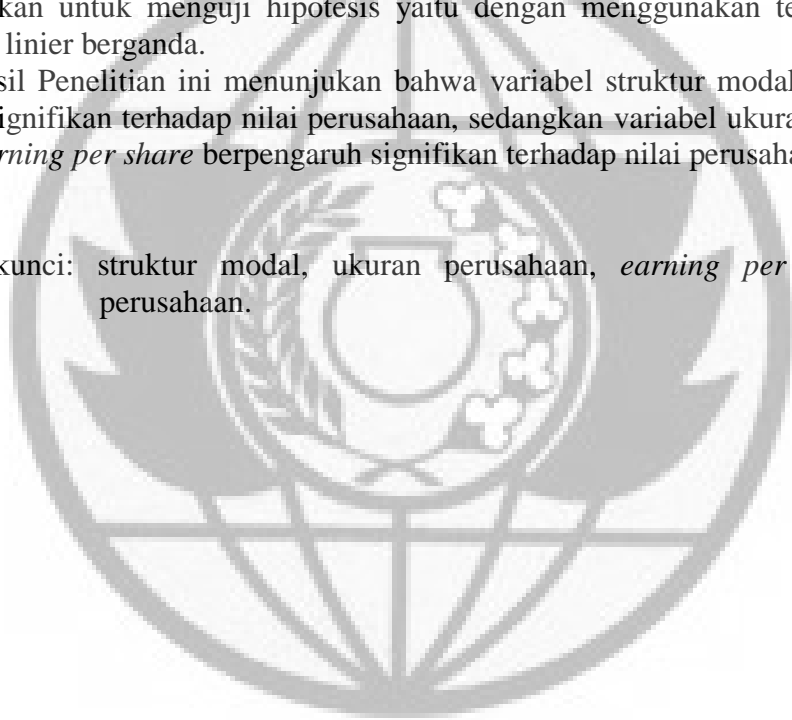 kan untuk menguji hipotesis yaitu dengan menggunakan te
linier berganda.
sil Penelitian ini menunjukan bahwa variabel struktur modal
ignifikan terhadap nilai perusahaan, sedangkan variabel ukura
rning per share berpengaruh signifikan terhadap nilai perusaha
kunci: struktur modal, ukuran perusahaan, earning per
perusahaan.